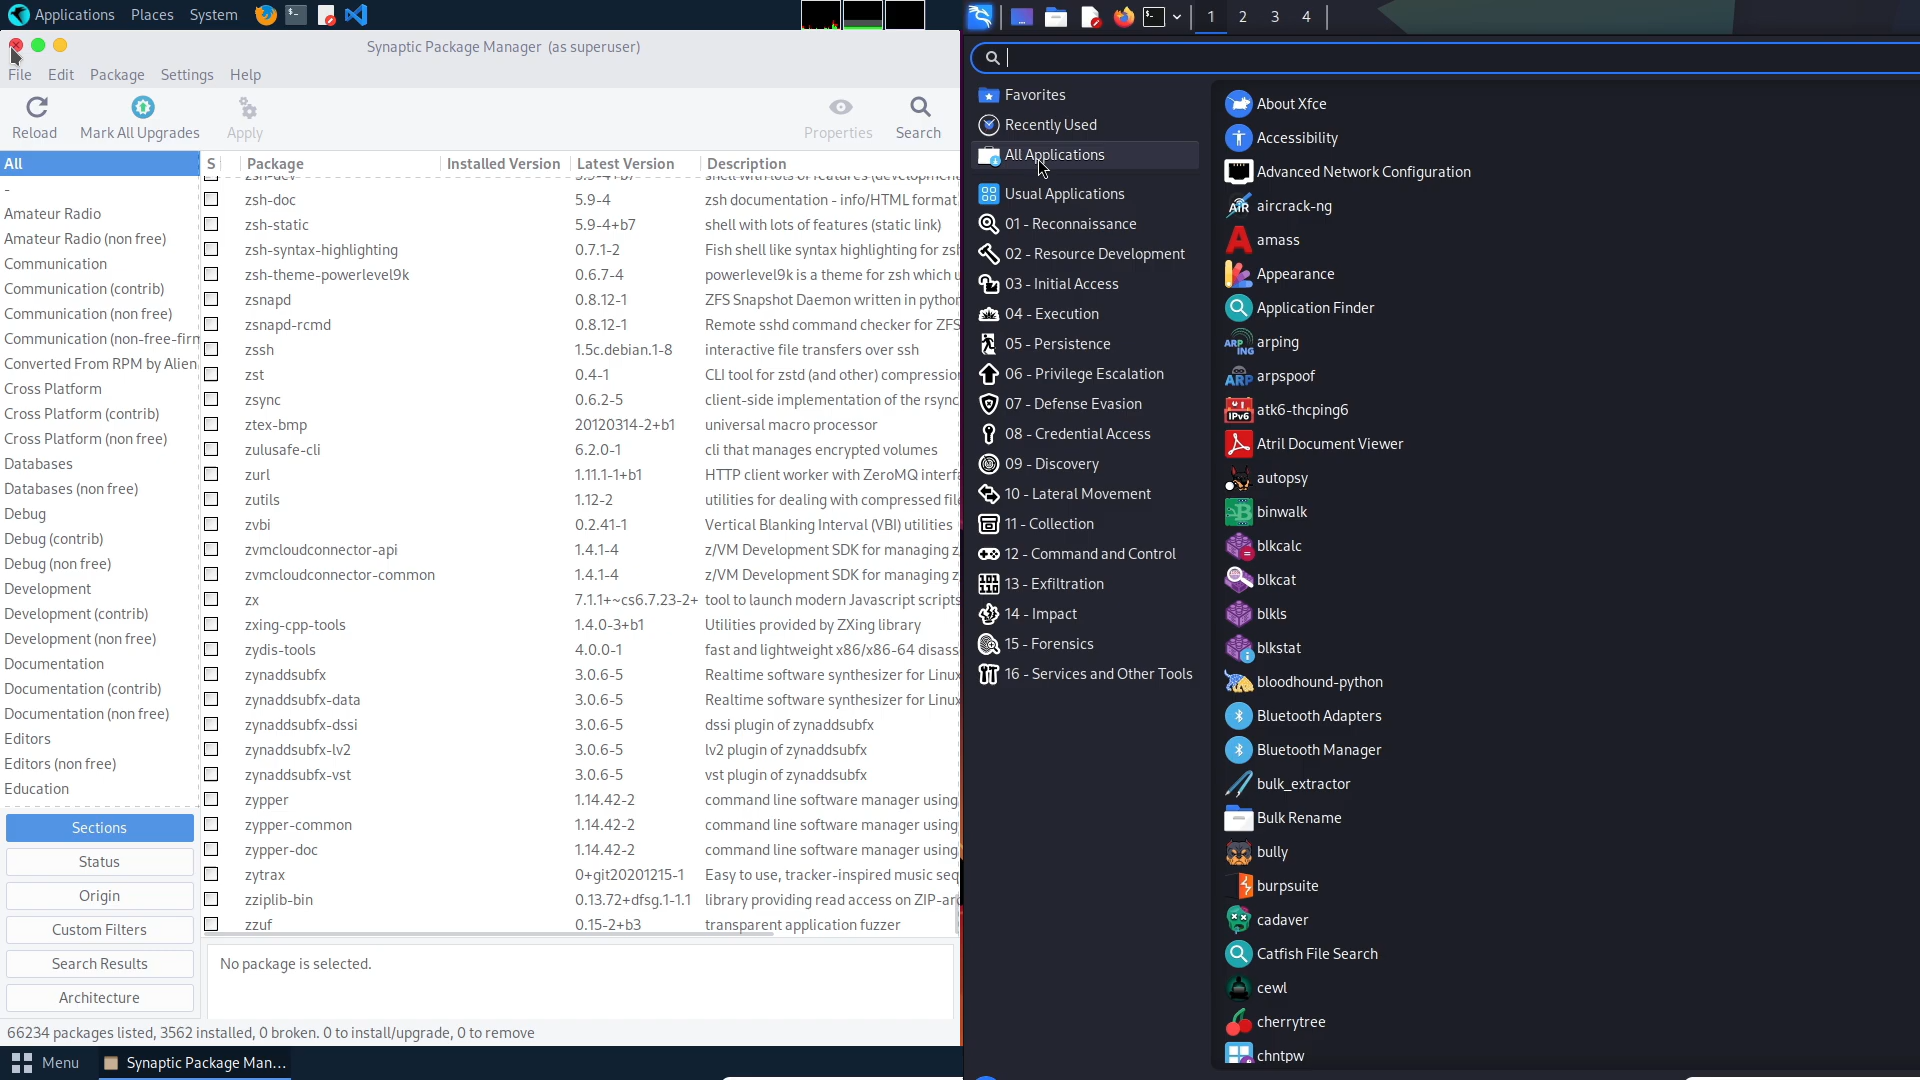 Applications Places System
Synaptic Package Manager (as superuser)
File Edit Package Settings Help
Reload Mark All Upgrades Apply Properties Search
All
-
Amateur Radio
Amateur Radio (non free)
Communication
Communication (contrib)
Communication (non free)
Communication (non-free-firm
Converted From RPM by Alien
Cross Platform
Cross Platform (contrib)
Cross Platform (non free)
Databases
Databases (non free)
Debug
Debug (contrib)
Debug (non free)
Development
Development (contrib)
Development (non free)
Documentation
Documentation (contrib)
Documentation (non free)
Editors
Editors (non free)
Education
Sections
Status
Origin
Custom Filters
Search Results
Architecture
S Package Installed Version Latest Version Description
zsh-dev 5.9-4+b7 shell with lots of features (development
zsh-doc 5.9-4 zsh documentation - info/HTML format
zsh-static 5.9-4+b7 shell with lots of features (static link)
zsh-syntax-highlighting 0.7.1-2 Fish shell like syntax highlighting for zsh
zsh-theme-powerlevel9k 0.6.7-4 powerlevel9k is a theme for zsh which u
zsnapd 0.8.12-1 ZFS Snapshot Daemon written in python
zsnapd-rcmd 0.8.12-1 Remote sshd command checker for ZFS
zssh 1.5c.debian.1-8 interactive file transfers over ssh
zst 0.4-1 CLI tool for zstd (and other) compression
zsync 0.6.2-5 client-side implementation of the rsync
ztex-bmp 20120314-2+b1 universal macro processor
zulusafe-cli 6.2.0-1 cli that manages encrypted volumes
zurl 1.11.1-1+b1 HTTP client worker with ZeroMQ interf
zutils 1.12-2 utilities for dealing with compressed file
zvbi 0.2.41-1 Vertical Blanking Interval (VBI) utilities
zvmcloudconnector-api 1.4.1-4 z/VM Development SDK for managing z
zvmcloudconnector-common 1.4.1-4 z/VM Development SDK for managing z
zx 7.1.1+~cs6.7.23-2+ tool to launch modern Javascript scripts
zxing-cpp-tools 1.4.0-3+b1 Utilities provided by ZXing library
zydis-tools 4.0.0-1 fast and lightweight x86/x86-64 disass
zynaddsubfx 3.0.6-5 Realtime software synthesizer for Linux
zynaddsubfx-data 3.0.6-5 Realtime software synthesizer for Linux
zynaddsubfx-dssi 3.0.6-5 dssi plugin of zynaddsubfx
zynaddsubfx-lv2 3.0.6-5 lv2 plugin of zynaddsubfx
zynaddsubfx-vst 3.0.6-5 vst plugin of zynaddsubfx
zypper 1.14.42-2 command line software manager using
zypper-common 1.14.42-2 command line software manager using
zypper-doc 1.14.42-2 command line software manager using
zytrax 0+git20201215-1 Easy to use, tracker-inspired music seq
zziplib-bin 0.13.72+dfsg.1-1.1 library providing read access on ZIP-arc
zzuf 0.15-2+b3 transparent application fuzzer
No package is selected.
66234 packages listed, 3562 installed, 0 broken. 0 to install/upgrade, 0 to remove
Menu Synaptic Package Man...
1 2 3 4
Favorites
Recently Used
All Applications
Usual Applications
01 - Reconnaissance
02 - Resource Development
03 - Initial Access
04 - Execution
05 - Persistence
06 - Privilege Escalation
07 - Defense Evasion
08 - Credential Access
09 - Discovery
10 - Lateral Movement
11 - Collection
12 - Command and Control
13 - Exfiltration
14 - Impact
15 - Forensics
16 - Services and Other Tools
About Xfce
Accessibility
Advanced Network Configuration
aircrack-ng
amass
Appearance
Application Finder
arping
arpspoof
atk6-thcping6
Atril Document Viewer
autopsy
binwalk
blkcalc
blkcat
blkls
blkstat
bloodhound-python
Bluetooth Adapters
Bluetooth Manager
bulk_extractor
Bulk Rename
bully
burpsuite
cadaver
Catfish File Search
cewl
cherrytree
chntpw